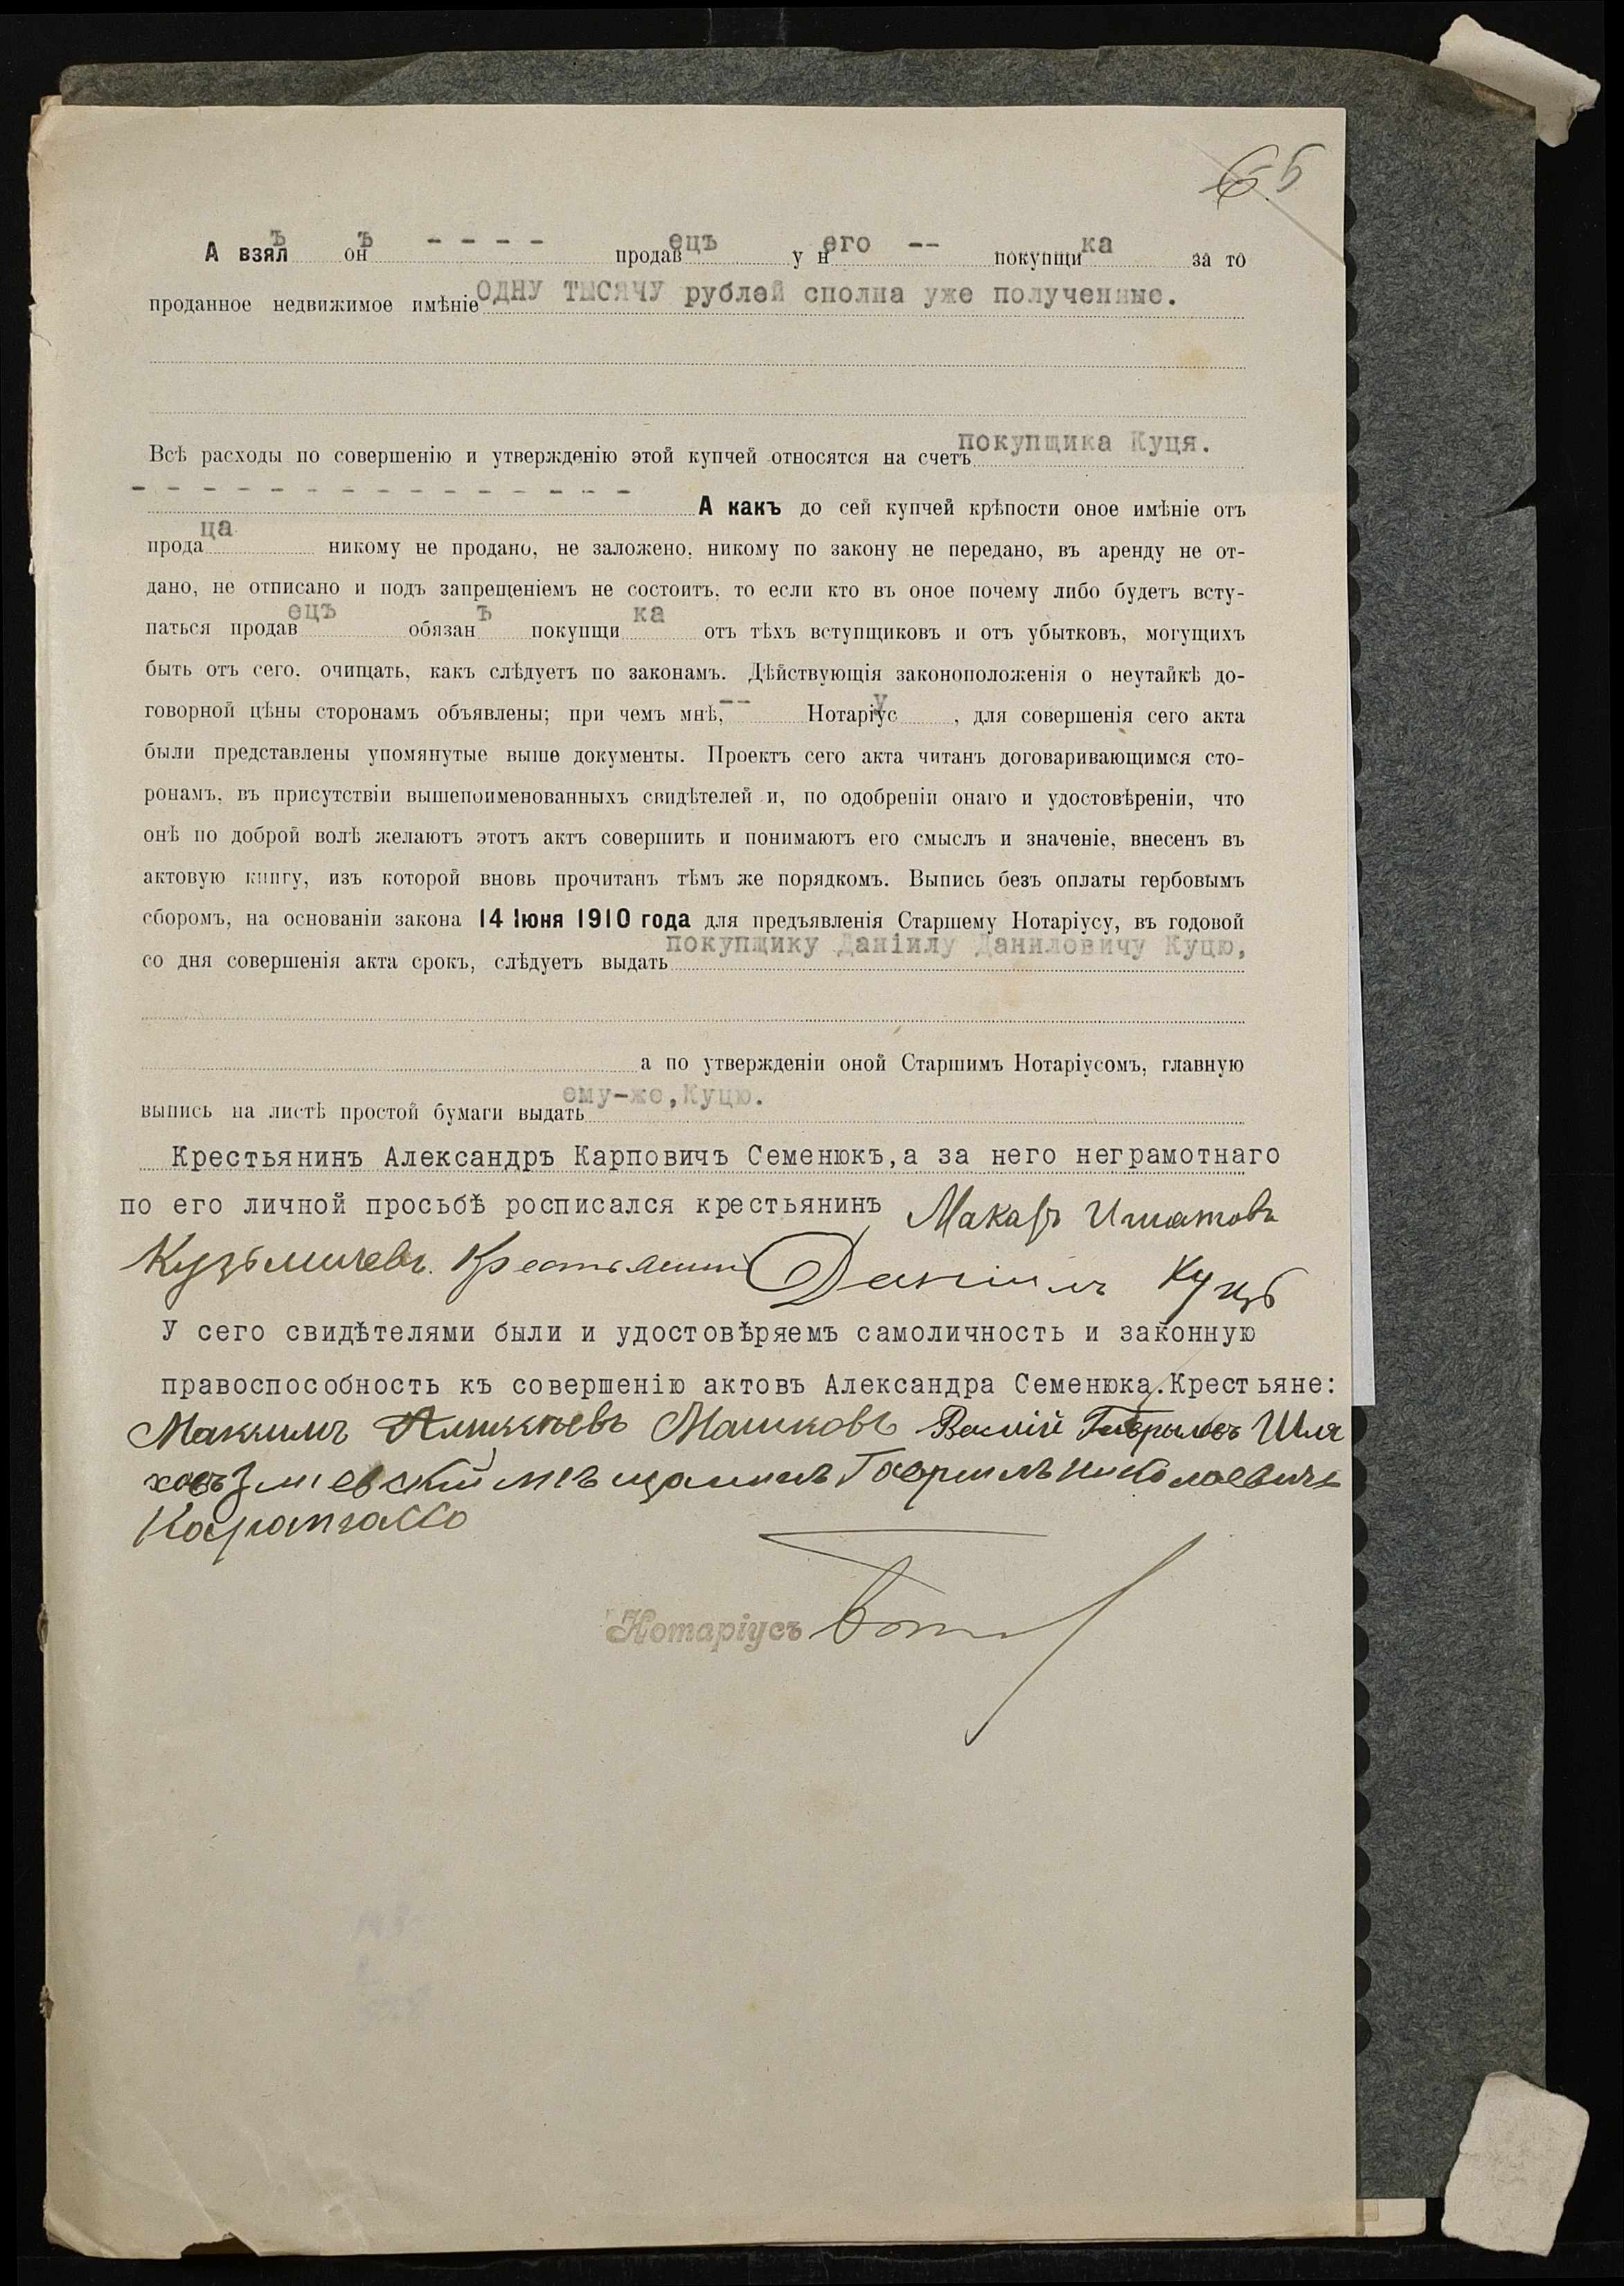 65
А взялъ онъ - - - - продавецъ у него -- покупщика за то
проданное недвижимое имѣніе ОДНУ ТЫСЯЧУ рублей сполна уже полученные.
Всѣ расходы по совершенію и утвержденію этой купчей относятся на счетъ покупщика Куця.
- - - - - - - - - - - - - - - А какъ до сей купчей крѣпости оное имѣніе отъ
продаца никому не продано, не заложено, никому по закону не передано, въ аренду не от-
дано, не отписано и подъ запрещеніемъ не состоитъ, то если кто въ оное почему либо будетъ всту-
паться продавецъ обязанъ покупщика отъ тѣхъ вступщиковъ и отъ убытковъ, могущихъ
быть отъ сего, очищать, какъ слѣдуетъ по законамъ. Дѣйствующія законоположенія о неутайкѣ до-
говорной цѣны сторонамъ объявлены; при чемъ мнѣ, -- Нотаріусу, для совершенія сего акта
были представлены упомянутые выше документы. Проектъ сего акта читанъ договаривающимся сто-
ронамъ, въ присутствіи вышепоименованныхъ свидѣтелей и, по одобреніи онаго и удостовѣреніи, что
онѣ по доброй волѣ желаютъ этотъ актъ совершить и понимаютъ его смыслъ и значеніе, внесенъ въ
актовую книгу, изъ которой вновь прочитанъ тѣмъ же порядкомъ. Выпись безъ оплаты гербовымъ
сборомъ, на основаніи закона 14 Іюня 1910 года для предъявленія Старшему Нотаріусу, въ годовой
со дня совершенія акта срокъ, слѣдуетъ выдать покупщику Даніилу Даниловичу Куцю,
а по утвержденіи оной Старшимъ Нотаріусомъ, главную
выпись на листѣ простой бумаги выдать ему-же, Куцю.
Крестьянинъ Александръ Карповичъ Семенюкъ, а за него неграмотнаго
по его личной просьбѣ росписался крестьянинъ Макаръ Игнатовъ
Кузьмичевъ. Крестьянинъ Даніилъ Куць
У сего свидѣтелями были и удостовѣряемъ самоличность и законную
правоспособность къ совершенію актовъ Александра Семенюка. Крестьяне:
Максимъ Машковъ Василій Гаврыловъ Шля
ховъ Зміевскій мѣщанинъ Гавриилъ Николаевичъ
Нотаріусъ